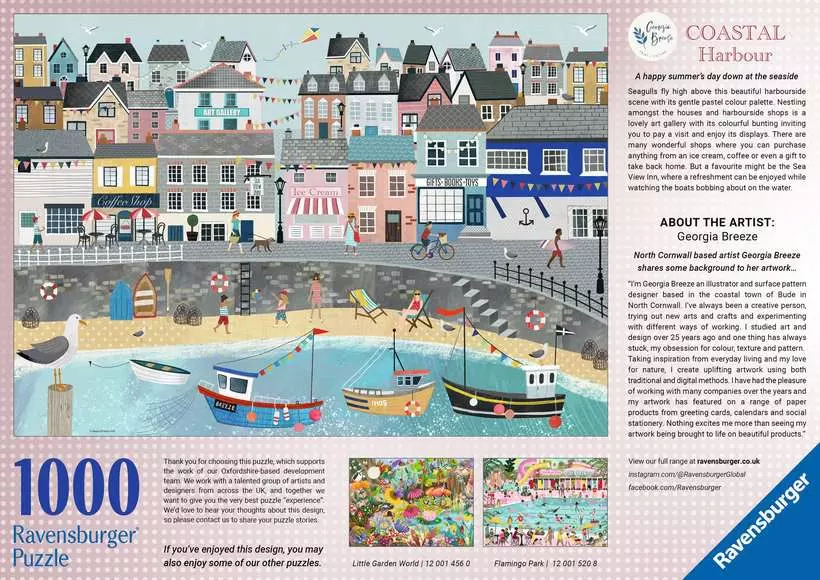 ART GALLERY
Coffee Shop
Ice Cream
GIFTS·BOOKS·TOYS
BREEZE
Georgia
Breeze
COASTAL
Harbour
A happy summer's day down at the seaside
Seagulls fly high above this beautiful harbourside
scene with its gentle pastel colour palette. Nesting
amongst the houses and harbourside shops is a
lovely art gallery with its colourful bunting inviting
you to pay a visit and enjoy its displays. There are
many wonderful shops where you can purchase
anything from an ice cream, coffee or even a gift to
take back home. But a favourite might be the Sea
View Inn, where a refreshment can be enjoyed while
watching the boats bobbing about on the water.
ABOUT THE ARTIST:
Georgia Breeze
North Cornwall based artist Georgia Breeze
shares some background to her artwork...
"I'm Georgia Breeze an illustrator and surface pattern
designer based in the coastal town of Bude in
North Cornwall. I've always been a creative person,
trying out new arts and crafts and experimenting
with different ways of working. I studied art and
design over 25 years ago and one thing has always
stuck, my obsession for colour, texture and pattern.
Taking inspiration from everyday living and my love
for nature, I create uplifting artwork using both
traditional and digital methods. I have had the pleasure
of working with many companies over the years and
my artwork has featured on a range of paper
products from greeting cards, calendars and social
stationery. Nothing excites me more than seeing my
artwork being brought to life on beautiful products."
View our full range at ravensburger.co.uk
instagram.com/@RavensburgerGlobal
facebook.com/Ravensburger
Ravensburger
1000
Ravensburger®
Puzzle
Thank you for choosing this puzzle, which supports
the work of our Oxfordshire-based development
team. We work with a talented group of artists and
designers from across the UK, and together we
want to give you the very best puzzle "experience".
We'd love to hear your thoughts about this design,
so please contact us to share your puzzle stories.
If you've enjoyed this design, you may
also enjoy some of our other puzzles.
Little Garden World | 12 001 456 0
Flamingo Park | 12 001 520 8